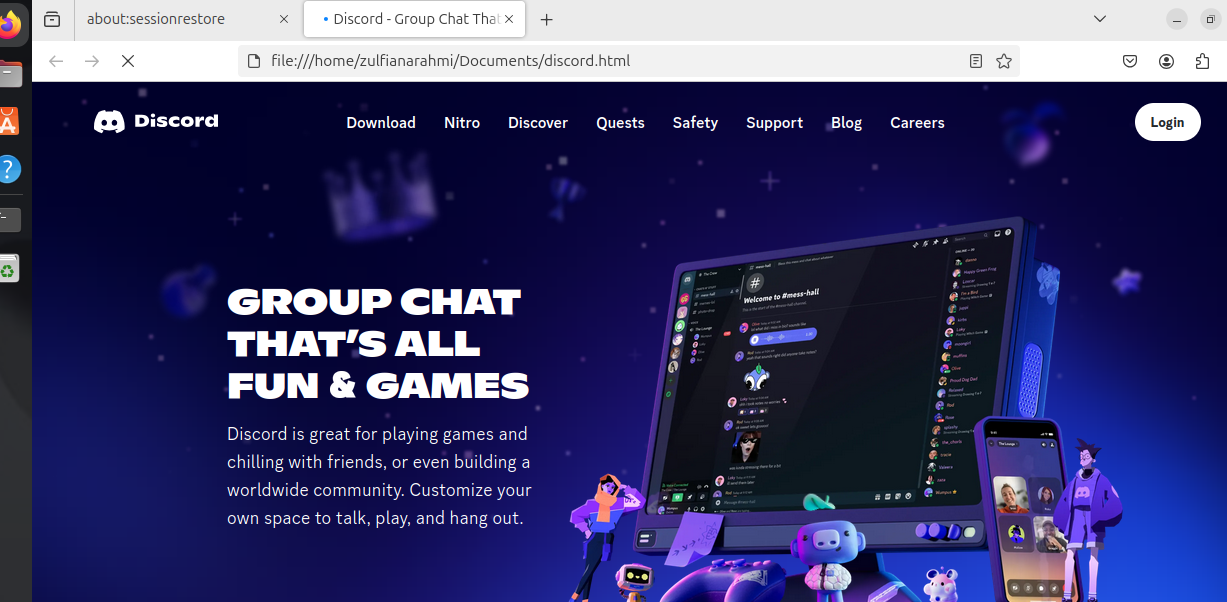 about:sessionrestore
Discord - Group Chat That
file:///home/zulfianarahmi/Documents/discord.html
Discord
Download
Nitro
Discover
Quests
Safety
Support
Blog
Careers
Login
GROUP CHAT
THAT'S ALL
FUN & GAMES
Discord is great for playing games and
chilling with friends, or even building a
worldwide community. Customize your
own space to talk, play, and hang out.
Welcome to #mess-hall